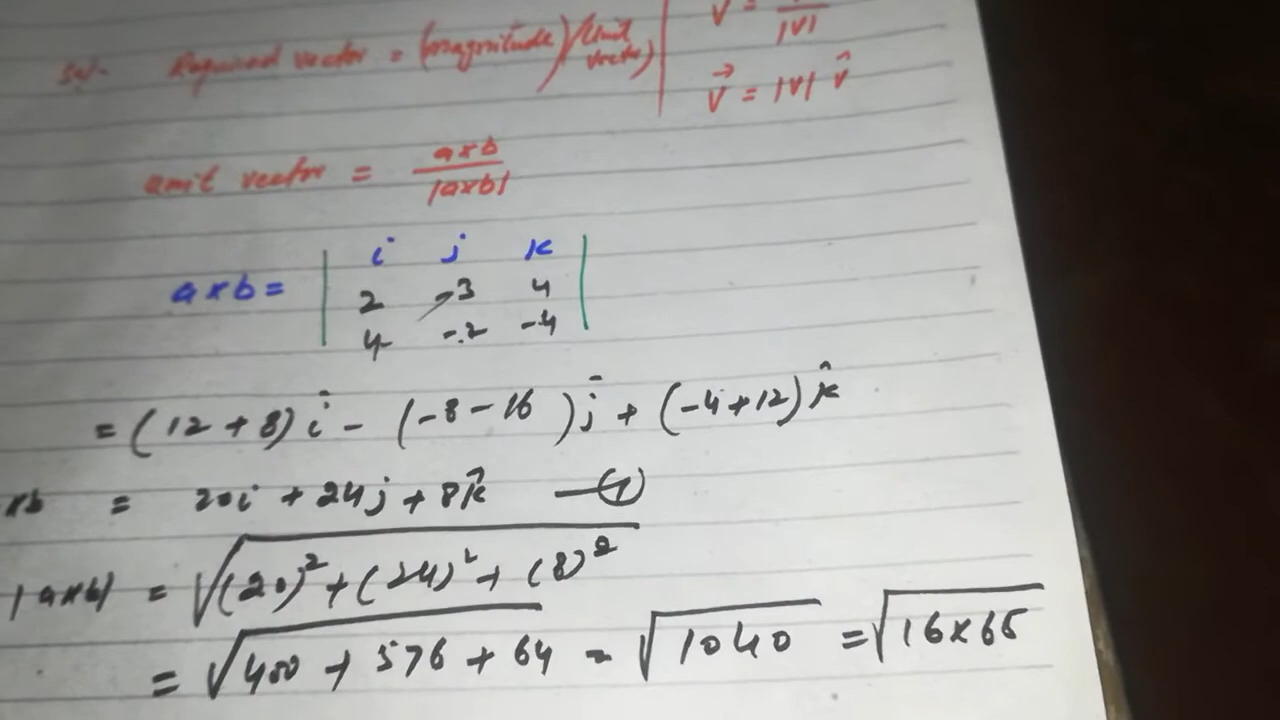 Sol- Required vector = (magnitude)(unit vector)
V = /|V|
V⃗ = |V| v̂
unit vector = a×b/|a×b|
a×b = | i j k
2 -3 4
4 -2 -4 |
= (12+8)i - (-8-16)j + (-4+12)k̂
×b = 20i + 24j + 8k̂ —①
|a×b| = √(20)²+(24)²+(8)²
= √400+576+64 = √1040 = √16×65